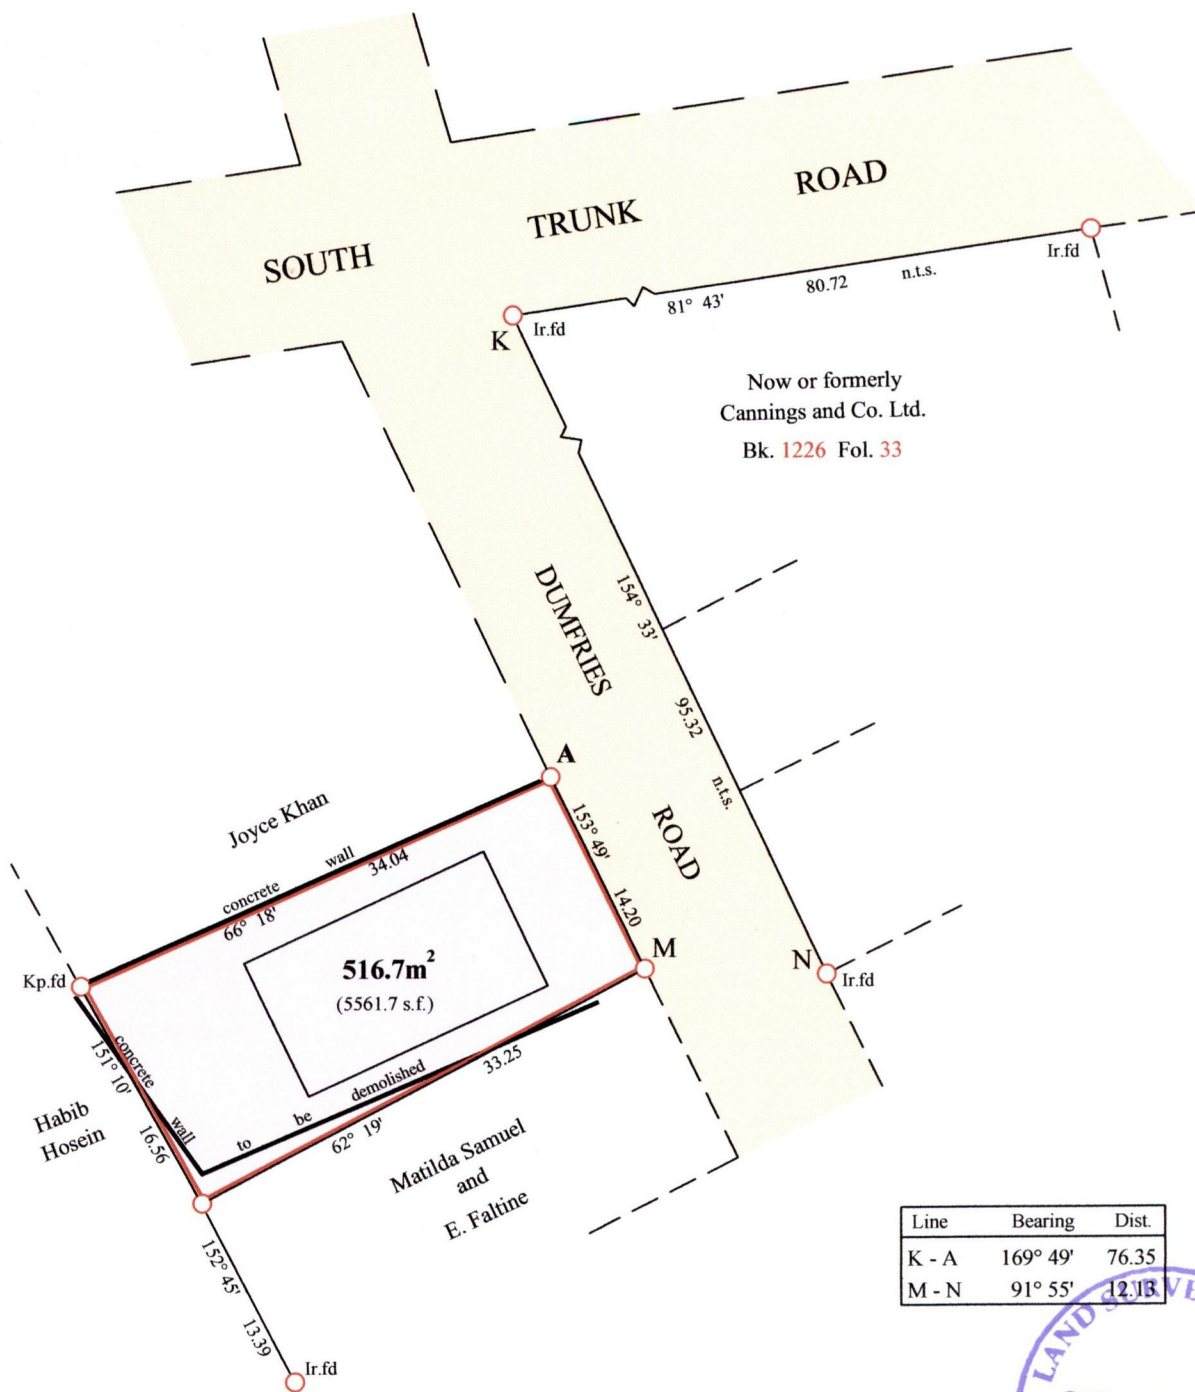 SOUTH TRUNK ROAD
Ir.fd
81° 43' 80.72 n.t.s.
K
Ir.fd
Now or formerly
Cannings and Co. Ltd.
Bk. 1226 Fol. 33
DUMFRIES ROAD
154° 33' 95.32 n.t.s.
A
Joyce Khan
concrete wall
66° 18' 34.04
153° 49' 14.20
M
N
Ir.fd
Kp.fd
516.7m²
(5561.7 s.f.)
concrete wall to be demolished
151° 10' 16.56
62° 19' 33.25
Habib
Hosein
Matilda Samuel
and
E. Faltine
152° 45' 13.39
Ir.fd
Line Bearing Dist.
K - A 169° 49' 76.35
M - N 91° 55' 12.13
LAND SURVE